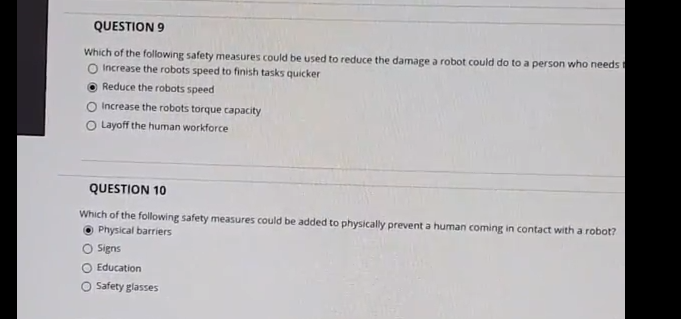 QUESTION 9
Which of the following safety measures could be used to reduce the damage a robot could do to a person who needs
Increase the robots speed to finish tasks quicker
Reduce the robots speed
Increase the robots torque capacity
Layoff the human workforce
QUESTION 10
Which of the following safety measures could be added to physically prevent a human coming in contact with a robot?
Physical barriers
Signs
Education
Safety glasses